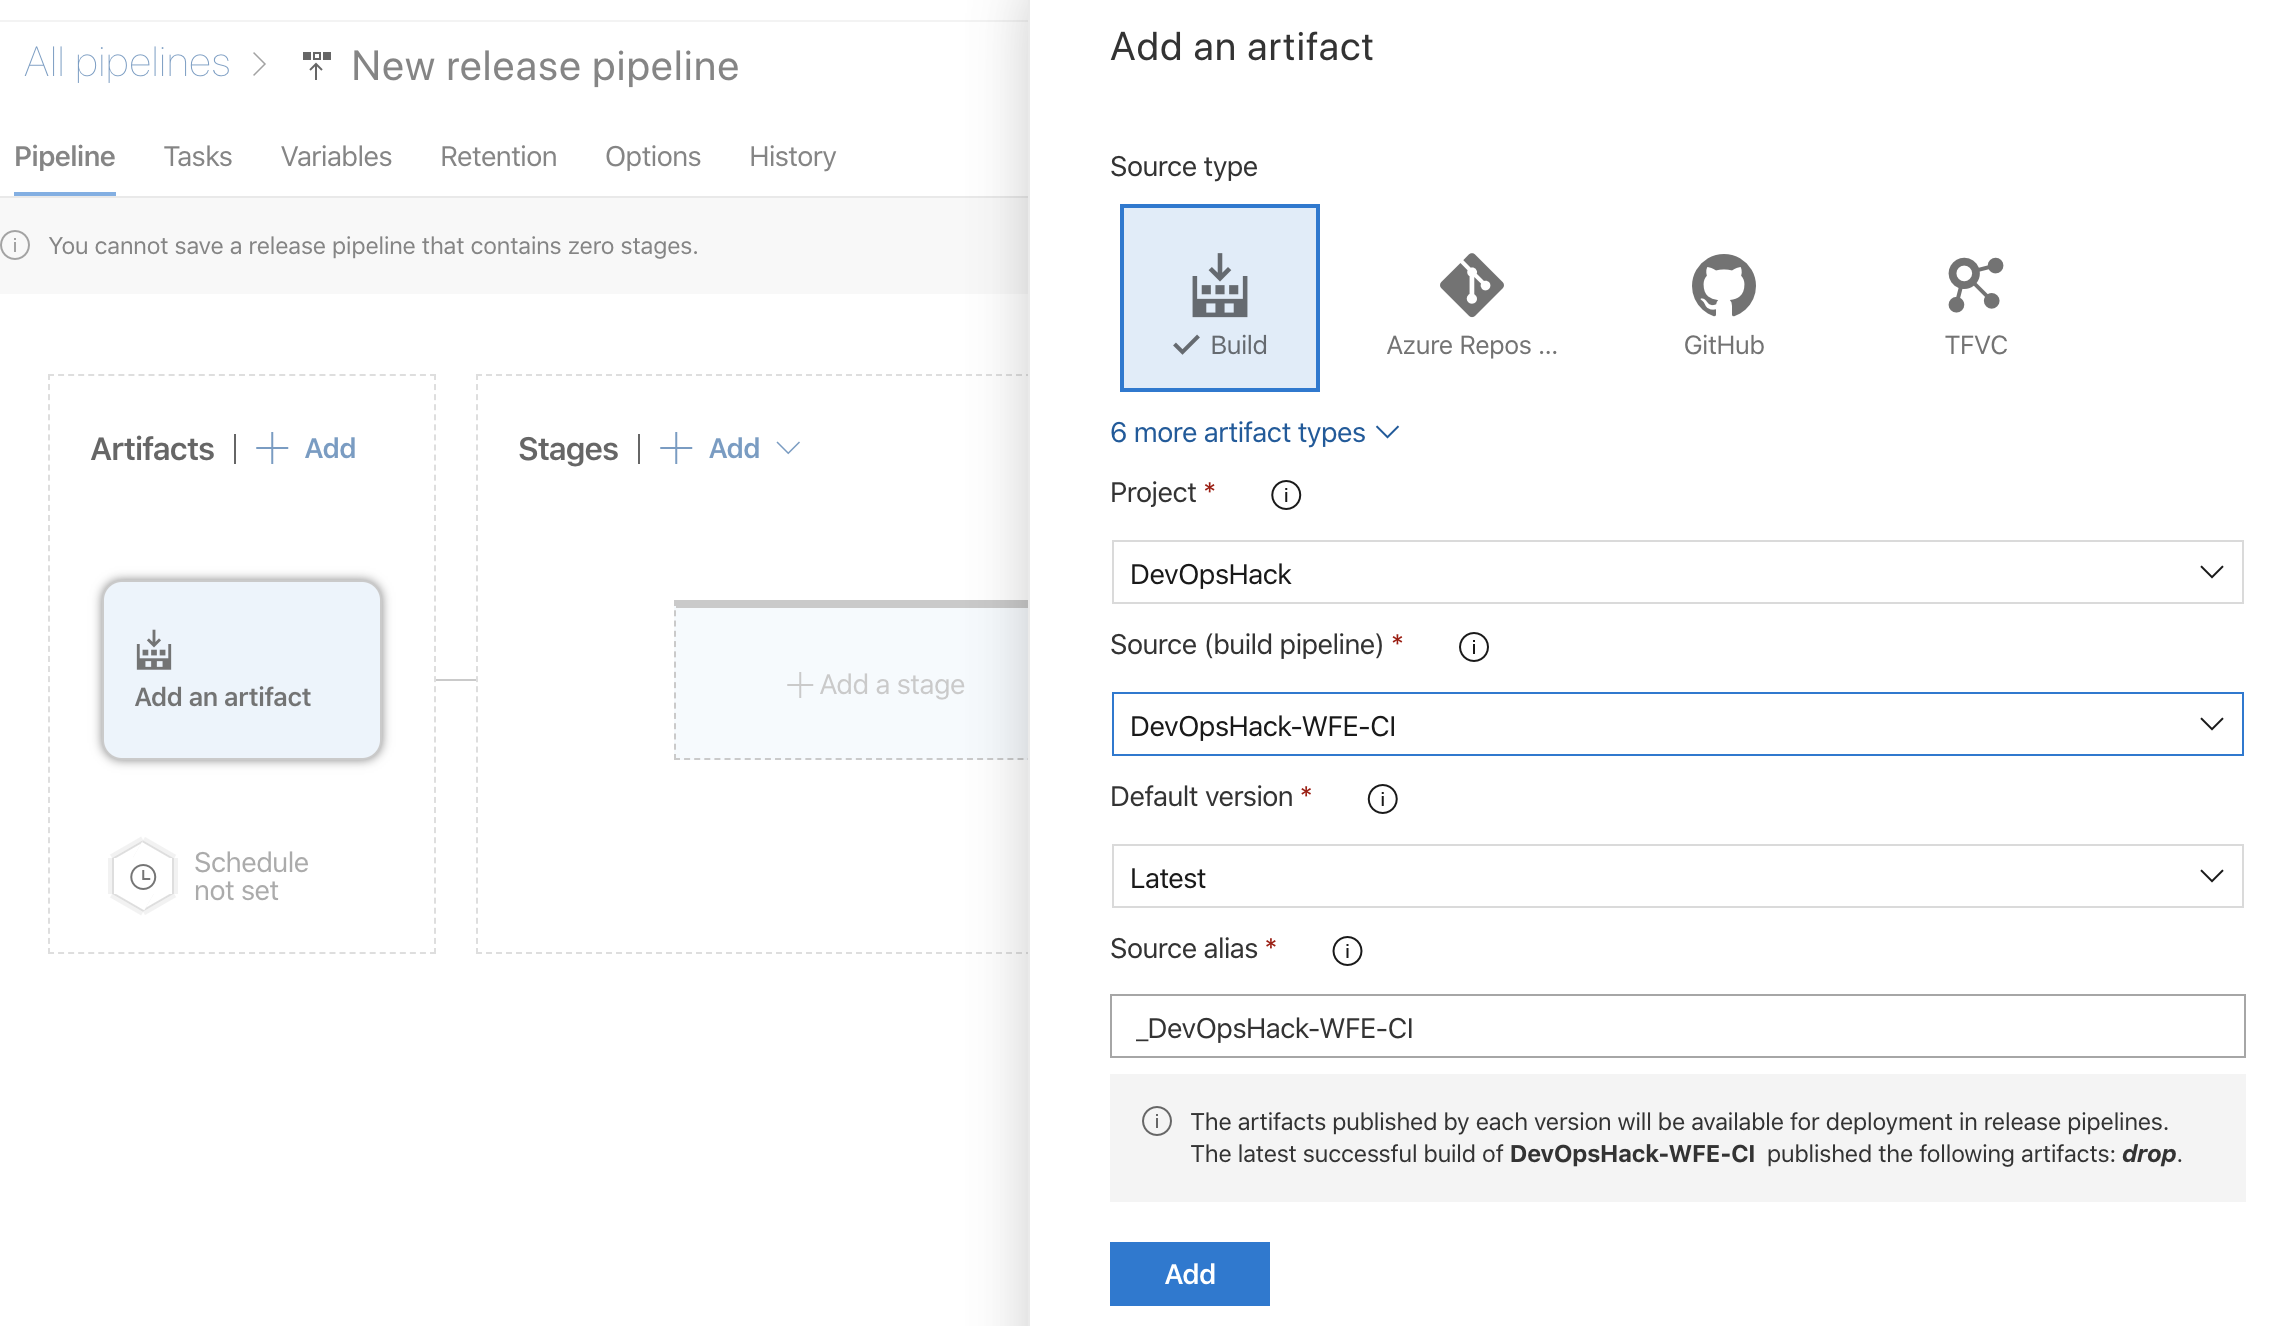 All pipelines > New release pipeline
Pipeline Tasks Variables Retention Options History
You cannot save a release pipeline that contains zero stages.
Artifacts | + Add
Stages | + Add
Add an artifact
+ Add a stage
Schedule
not set
Add an artifact
Source type
Build
Azure Repos ...
GitHub
TFVC
6 more artifact types
Project *
DevOpsHack
Source (build pipeline) *
DevOpsHack-WFE-CI
Default version *
Latest
Source alias *
_DevOpsHack-WFE-CI
The artifacts published by each version will be available for deployment in release pipelines.
The latest successful build of DevOpsHack-WFE-CI published the following artifacts: drop.
Add